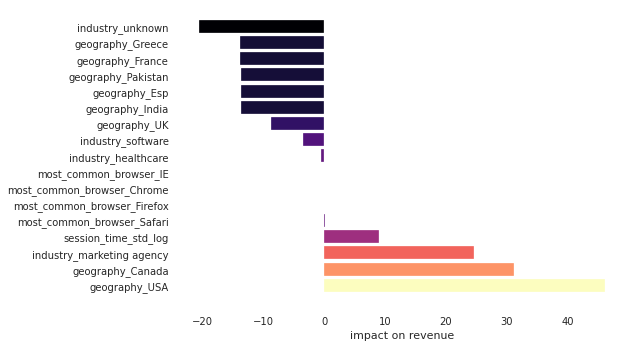 industry_unknown
geography_Greece
geography_France
geography_Pakistan
geography_Esp
geography_India
geography_UK
industry_software
industry_healthcare
most_common_browser_IE
most_common_browser_Chrome
most_common_browser_Firefox
most_common_browser_Safari
session_time_std_log
industry_marketing agency
geography_Canada
geography_USA
−20 −10 0 10 20 30 40
impact on revenue